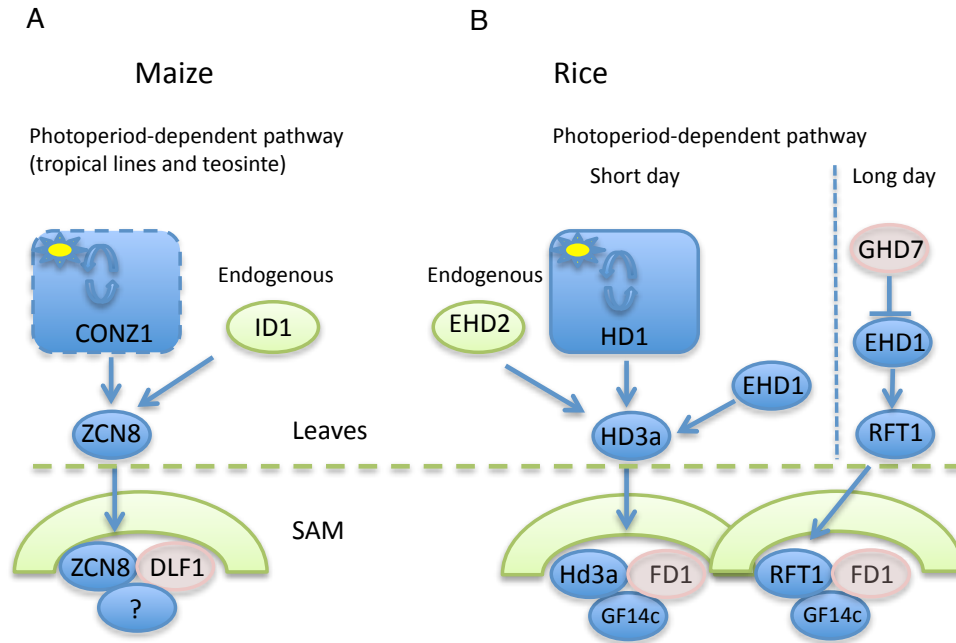 A
Maize
Photoperiod-dependent pathway
(tropical lines and teosinte)
CONZ1
Endogenous
ID1
ZCN8
Leaves
SAM
ZCN8
DLF1
?
B
Rice
Photoperiod-dependent pathway
Short day
Long day
Endogenous
EHD2
HD1
EHD1
HD3a
GHD7
EHD1
RFT1
Hd3a
FD1
GF14c
RFT1
FD1
GF14c